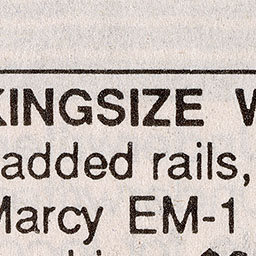 KINGSIZE W
added rails,
Marcy EM-1